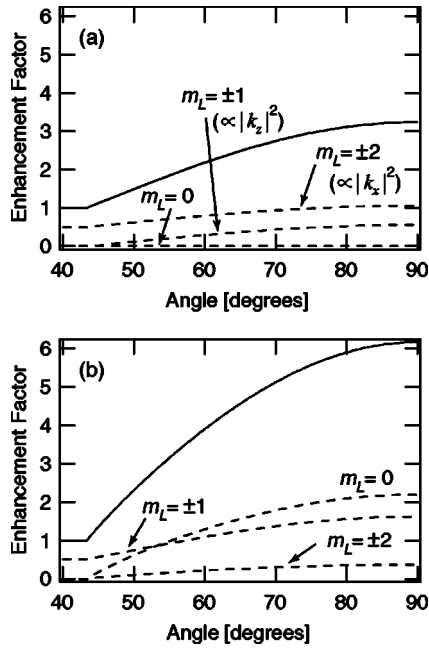 6
5
4
3
2
1
0
Enhancement Factor
(a)
m_L = ±1
(∝|k_z|²)
m_L = ±2
(∝|k_x|²)
m_L = 0
40 50 60 70 80 90
Angle [degrees]
6
5
4
3
2
1
0
Enhancement Factor
(b)
m_L = 0
m_L = ±1
m_L = ±2
40 50 60 70 80 90
Angle [degrees]